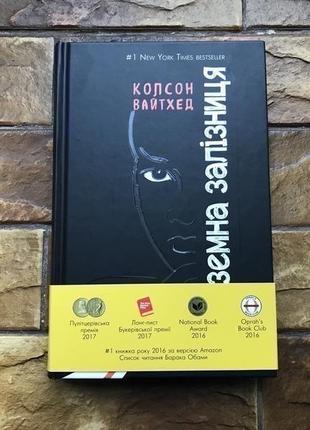 #1 New York Times BESTSELLER
КОЛСОН
ВАЙТХЕД
земна залізниця
Пулітцерівська
премія
2017
Лонг-лист
Букерівської премії
2017
National Book
Award
2016
Oprah's
Book Club
2016
#1 книжка року 2016 за версією Amazon
Список читання Барака Обами